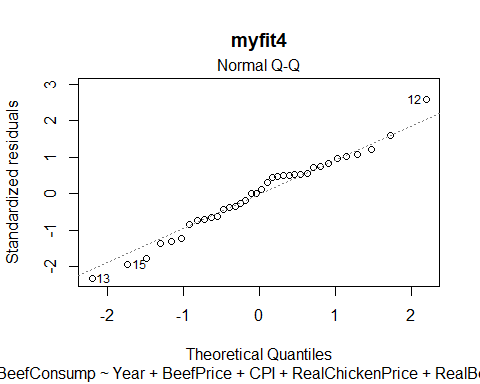 myfit4
Normal Q-Q
Standardized residuals
3
2
1
0
-1
-2
12
15
13
-2 -1 0 1 2
Theoretical Quantiles
BeefConsump ~ Year + BeefPrice + CPI + RealChickenPrice + RealBe